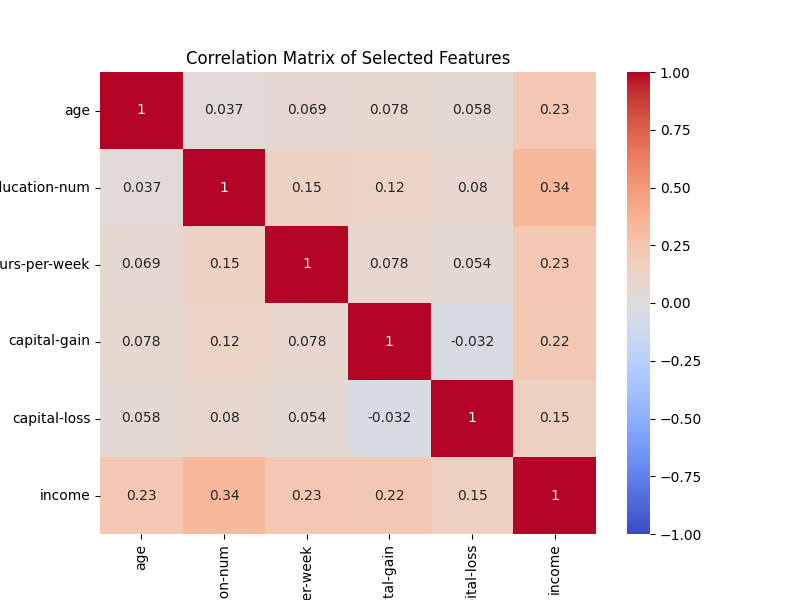 Correlation Matrix of Selected Features
age 1 0.037 0.069 0.078 0.058 0.23 1.00
0.75
lucation-num 0.037 1 0.15 0.12 0.08 0.34 0.50
urs-per-week 0.069 0.15 1 0.078 0.054 0.23 0.25
0.00
capital-gain 0.078 0.12 0.078 1 -0.032 0.22 −0.25
capital-loss 0.058 0.08 0.054 -0.032 1 0.15 −0.50
−0.75
income 0.23 0.34 0.23 0.22 0.15 1 −1.00
age on-num er-week tal-gain ital-loss income